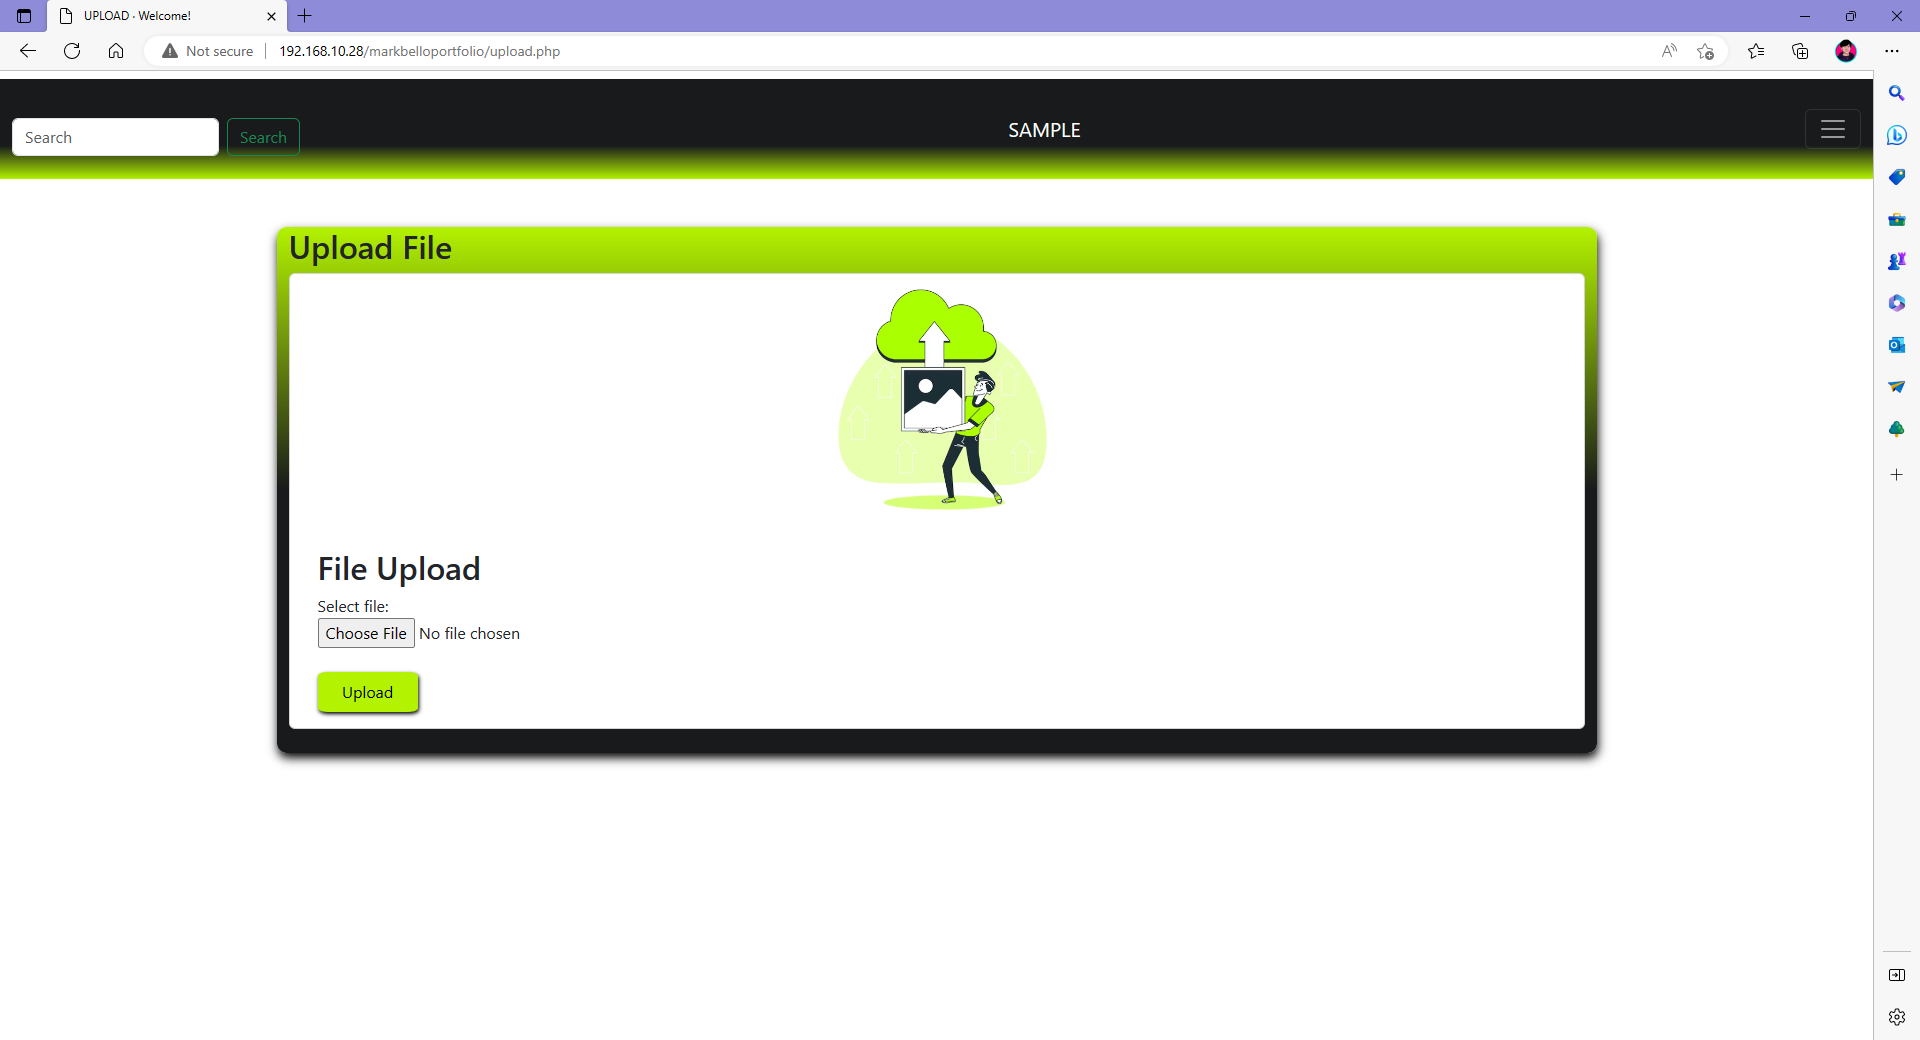 UPLOAD · Welcome!
Not secure
192.168.10.28/markbelloportfolio/upload.php
Search
Search
SAMPLE
Upload File
File Upload
Select file:
Choose File No file chosen
Upload